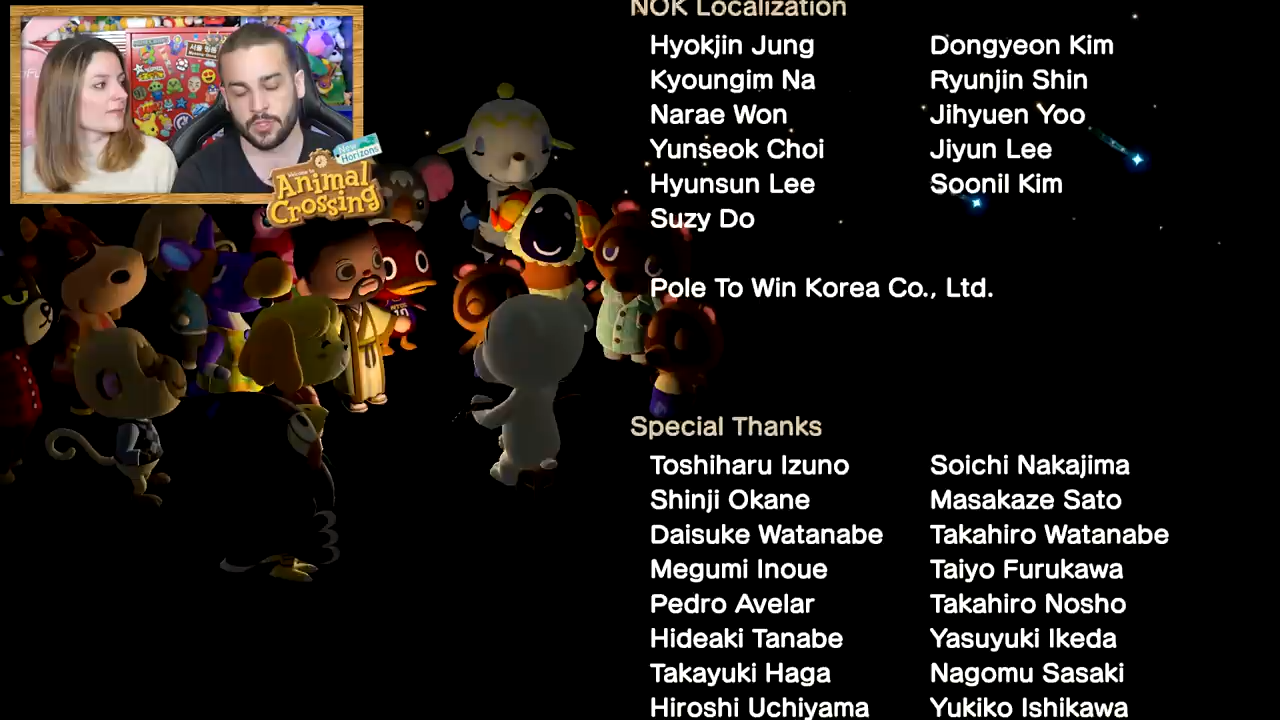 NOK Localization
Hyokjin Jung Dongyeon Kim
Kyoungim Na Ryunjin Shin
Narae Won Jihyuen Yoo
Yunseok Choi Jiyun Lee
Hyunsun Lee Soonil Kim
Suzy Do
Pole To Win Korea Co., Ltd.
Special Thanks
Toshiharu Izuno Soichi Nakajima
Shinji Okane Masakaze Sato
Daisuke Watanabe Takahiro Watanabe
Megumi Inoue Taiyo Furukawa
Pedro Avelar Takahiro Nosho
Hideaki Tanabe Yasuyuki Ikeda
Takayuki Haga Nagomu Sasaki
Hiroshi Uchiyama Yukiko Ishikawa
New
Horizons
Welcome to
Animal
Crossing